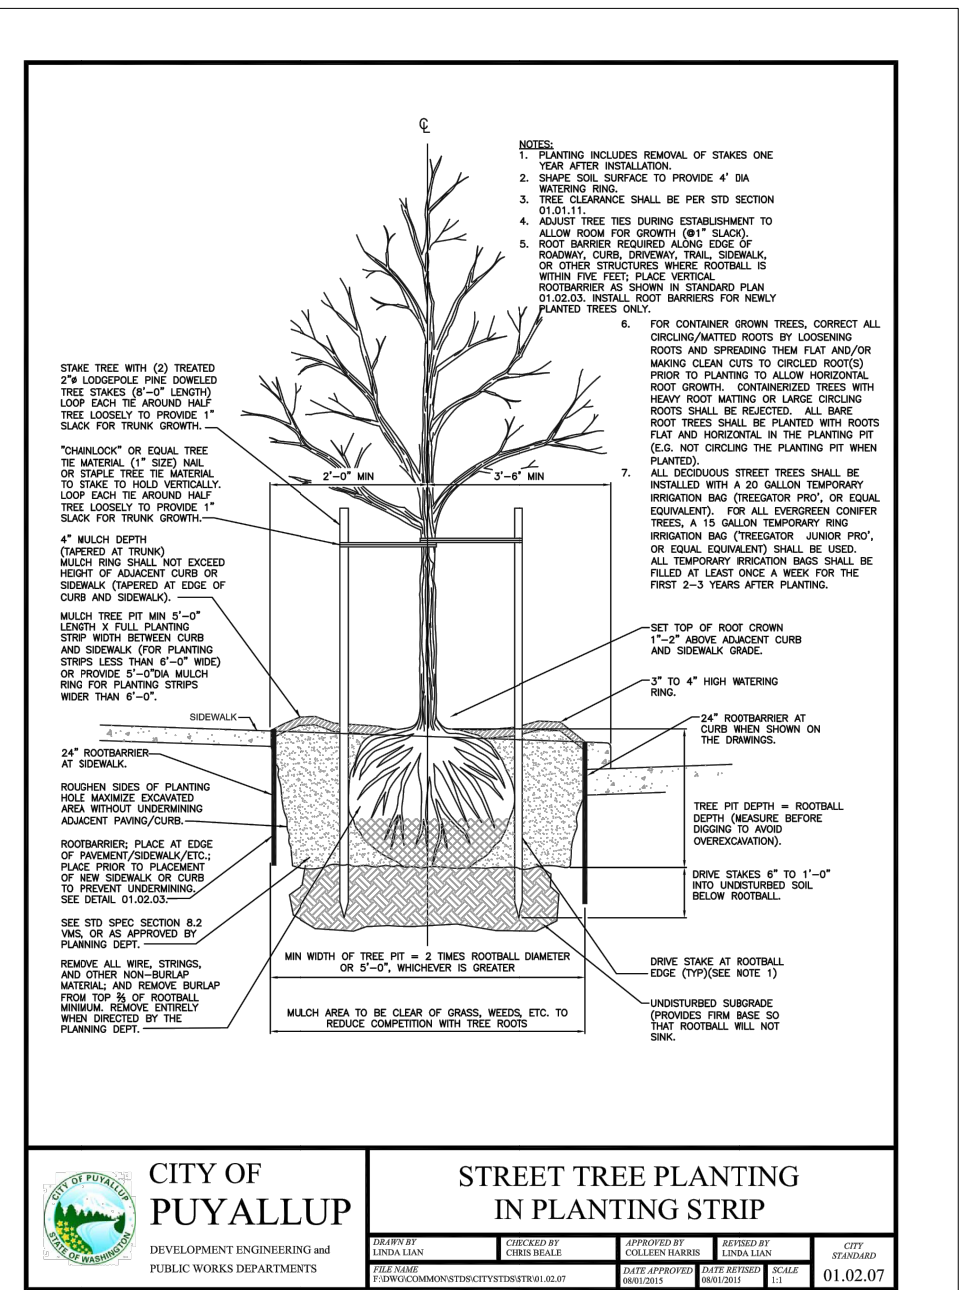 ℄
NOTES:
1. PLANTING INCLUDES REMOVAL OF STAKES ONE
YEAR AFTER INSTALLATION.
2. SHAPE SOIL SURFACE TO PROVIDE 4' DIA
WATERING RING.
3. TREE CLEARANCE SHALL BE PER STD SECTION
01.01.11.
4. ADJUST TREE TIES DURING ESTABLISHMENT TO
ALLOW ROOM FOR GROWTH (@1" SLACK).
5. ROOT BARRIER REQUIRED ALONG EDGE OF
ROADWAY, CURB, DRIVEWAY, TRAIL, SIDEWALK,
OR OTHER STRUCTURES WHERE ROOTBALL IS
WITHIN FIVE FEET; PLACE VERTICAL
ROOTBARRIER AS SHOWN IN STANDARD PLAN
01.02.03. INSTALL ROOT BARRIERS FOR NEWLY
PLANTED TREES ONLY.
6. FOR CONTAINER GROWN TREES, CORRECT ALL
CIRCLING/MATTED ROOTS BY LOOSENING
ROOTS AND SPREADING THEM FLAT AND/OR
MAKING CLEAN CUTS TO CIRCLED ROOT(S)
PRIOR TO PLANTING TO ALLOW HORIZONTAL
ROOT GROWTH. CONTAINERIZED TREES WITH
HEAVY ROOT MATTING OR LARGE CIRCLING
ROOTS SHALL BE REJECTED. ALL BARE
ROOT TREES SHALL BE PLANTED WITH ROOTS
FLAT AND HORIZONTAL IN THE PLANTING PIT
(E.G. NOT CIRCLING THE PLANTING PIT WHEN
PLANTED).
7. ALL DECIDUOUS STREET TREES SHALL BE
INSTALLED WITH A 20 GALLON TEMPORARY
IRRIGATION BAG (TREEGATOR PRO', OR EQUAL
EQUIVALENT). FOR ALL EVERGREEN CONIFER
TREES, A 15 GALLON TEMPORARY RING
IRRIGATION BAG ('TREEGATOR JUNIOR PRO',
OR EQUAL EQUIVALENT) SHALL BE USED.
ALL TEMPORARY IRRICATION BAGS SHALL BE
FILLED AT LEAST ONCE A WEEK FOR THE
FIRST 2-3 YEARS AFTER PLANTING.
STAKE TREE WITH (2) TREATED
2"ø LODGEPOLE PINE DOWELED
TREE STAKES (8'-0" LENGTH)
LOOP EACH TIE AROUND HALF
TREE LOOSELY TO PROVIDE 1"
SLACK FOR TRUNK GROWTH.
"CHAINLOCK" OR EQUAL TREE
TIE MATERIAL (1" SIZE) NAIL
OR STAPLE TREE TIE MATERIAL
TO STAKE TO HOLD VERTICALLY.
LOOP EACH TIE AROUND HALF
TREE LOOSELY TO PROVIDE 1"
SLACK FOR TRUNK GROWTH.
2'-0" MIN
3'-6" MIN
4" MULCH DEPTH
(TAPERED AT TRUNK)
MULCH RING SHALL NOT EXCEED
HEIGHT OF ADJACENT CURB OR
SIDEWALK (TAPERED AT EDGE OF
CURB AND SIDEWALK).
MULCH TREE PIT MIN 5'-0"
LENGTH X FULL PLANTING
STRIP WIDTH BETWEEN CURB
AND SIDEWALK (FOR PLANTING
STRIPS LESS THAN 6'-0" WIDE)
OR PROVIDE 5'-0"DIA MULCH
RING FOR PLANTING STRIPS
WIDER THAN 6'-0".
SIDEWALK
24" ROOTBARRIER
AT SIDEWALK.
ROUGHEN SIDES OF PLANTING
HOLE MAXIMIZE EXCAVATED
AREA WITHOUT UNDERMINING
ADJACENT PAVING/CURB.
ROOTBARRIER; PLACE AT EDGE
OF PAVEMENT/SIDEWALK/ETC.;
PLACE PRIOR TO PLACEMENT
OF NEW SIDEWALK OR CURB
TO PREVENT UNDERMINING.
SEE DETAIL 01.02.03.
SEE STD SPEC SECTION 8.2
VMS, OR AS APPROVED BY
PLANNING DEPT.
REMOVE ALL WIRE, STRINGS,
AND OTHER NON-BURLAP
MATERIAL; AND REMOVE BURLAP
FROM TOP ⅔ OF ROOTBALL
MINIMUM. REMOVE ENTIRELY
WHEN DIRECTED BY THE
PLANNING DEPT.
SET TOP OF ROOT CROWN
1"-2" ABOVE ADJACENT CURB
AND SIDEWALK GRADE.
3" TO 4" HIGH WATERING
RING.
24" ROOTBARRIER AT
CURB WHEN SHOWN ON
THE DRAWINGS.
TREE PIT DEPTH = ROOTBALL
DEPTH (MEASURE BEFORE
DIGGING TO AVOID
OVEREXCAVATION).
DRIVE STAKES 6" TO 1'-0"
INTO UNDISTURBED SOIL
BELOW ROOTBALL.
DRIVE STAKE AT ROOTBALL
EDGE (TYP)(SEE NOTE 1)
UNDISTURBED SUBGRADE
(PROVIDES FIRM BASE SO
THAT ROOTBALL WILL NOT
SINK.
MIN WIDTH OF TREE PIT = 2 TIMES ROOTBALL DIAMETER
OR 5'-0", WHICHEVER IS GREATER
MULCH AREA TO BE CLEAR OF GRASS, WEEDS, ETC. TO
REDUCE COMPETITION WITH TREE ROOTS
CITY OF PUYALLUP
STATE OF WASHINGTON
CITY OF
PUYALLUP
DEVELOPMENT ENGINEERING and
PUBLIC WORKS DEPARTMENTS
STREET TREE PLANTING
IN PLANTING STRIP
DRAWN BY
LINDA LIAN
CHECKED BY
CHRIS BEALE
APPROVED BY
COLLEEN HARRIS
REVISED BY
LINDA LIAN
FILE NAME
F:\DWG\COMMON\STDS\CITYSTDS\STR\01.02.07
DATE APPROVED
08/01/2015
DATE REVISED
08/01/2015
SCALE
1:1
CITY
STANDARD
01.02.07